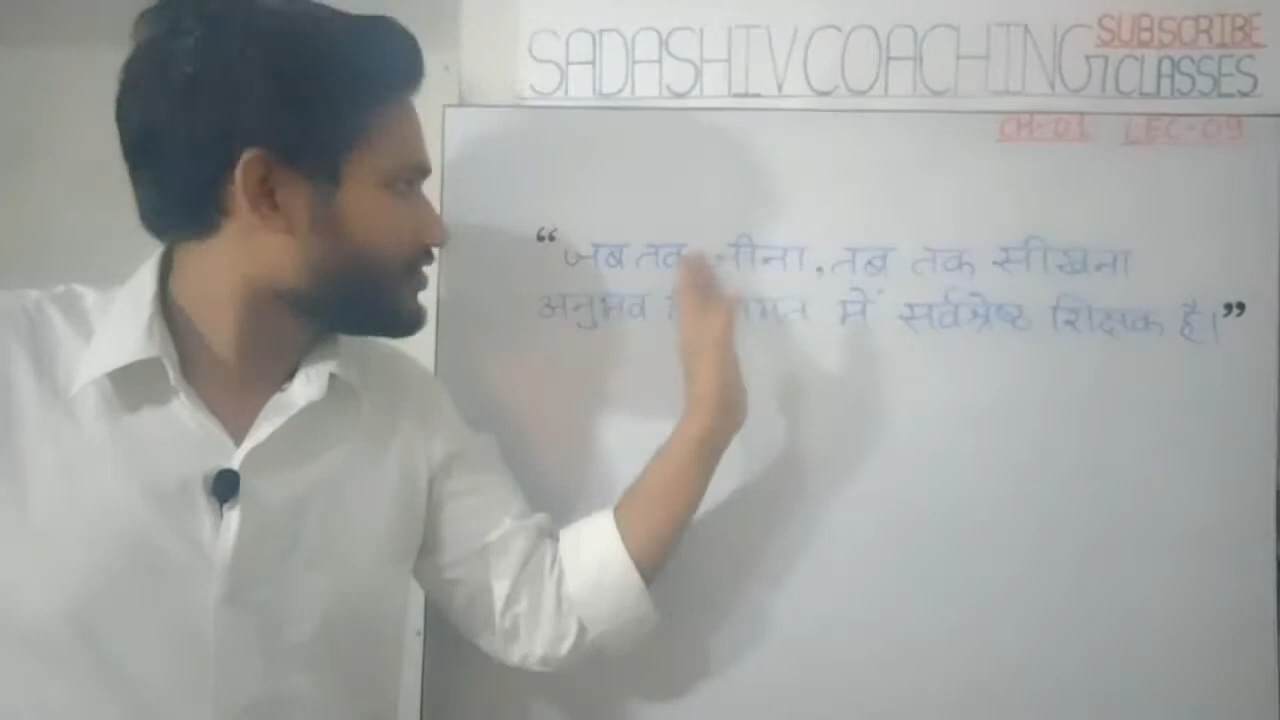 SADASHIV COACHING CLASSES
SUBSCRIBE
CH-01 LEC-09
“जब तक जीना, तब तक सीखना
अनुभव में सर्वश्रेष्ठ शिक्षक है।”